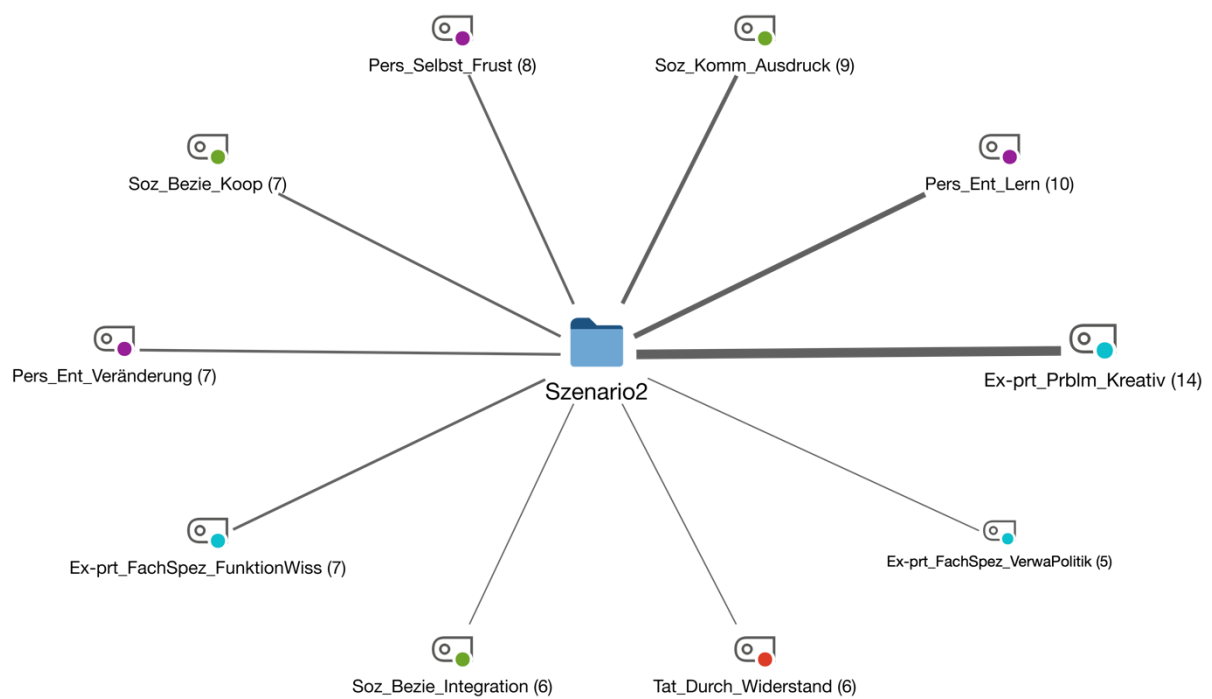 Pers_Selbst_Frust (8)
Soz_Komm_Ausdruck (9)
Soz_Bezie_Koop (7)
Pers_Ent_Lern (10)
Pers_Ent_Veränderung (7)
Ex-prt_Prblm_Kreativ (14)
Szenario2
Ex-prt_FachSpez_FunktionWiss (7)
Ex-prt_FachSpez_VerwaPolitik (5)
Soz_Bezie_Integration (6)
Tat_Durch_Widerstand (6)